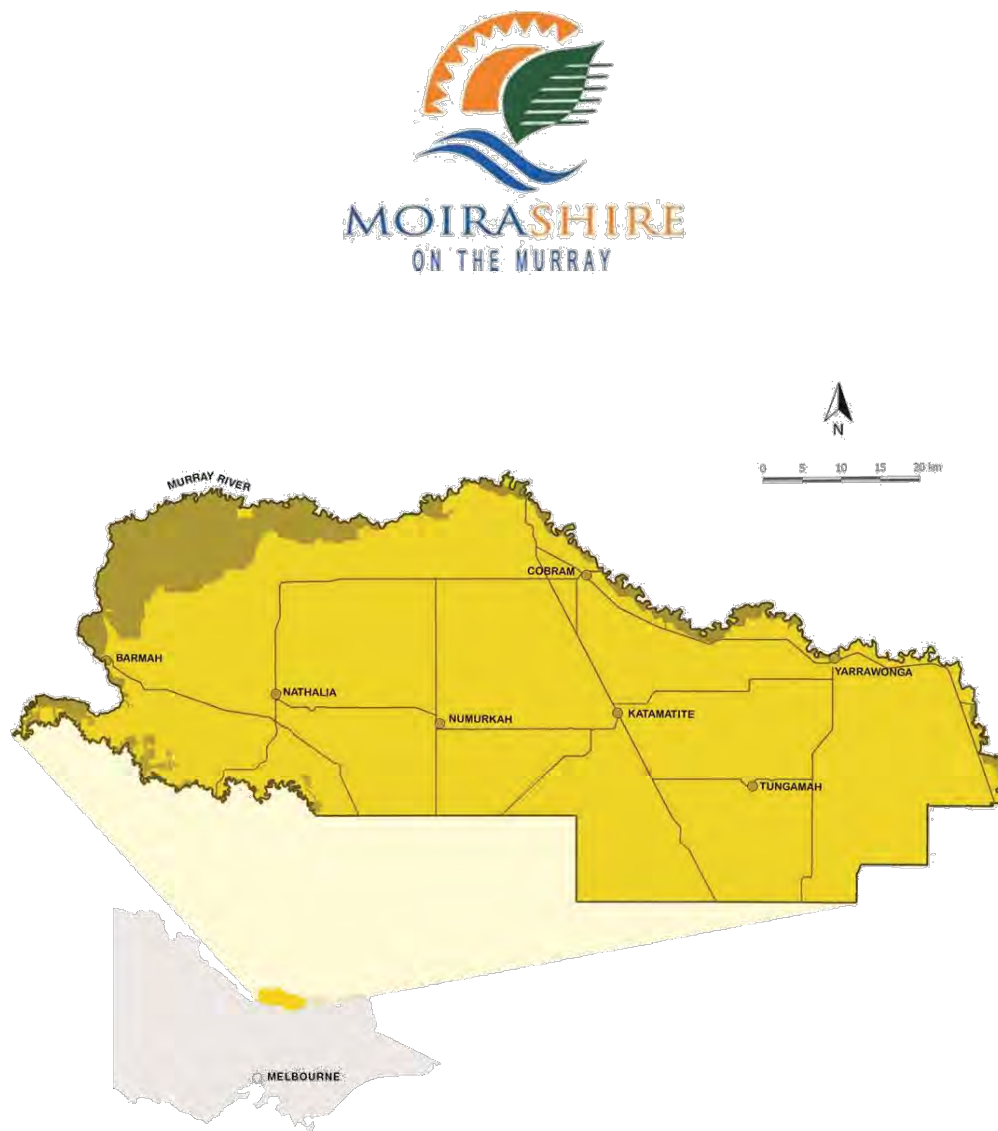 MOIRASHIRE
ON THE MURRAY
N
0 5 10 15 20 km
MURRAY RIVER
COBRAM
BARMAH
YARRAWONGA
NATHALIA
NUMURKAH
KATAMATITE
TUNGAMAH
MELBOURNE